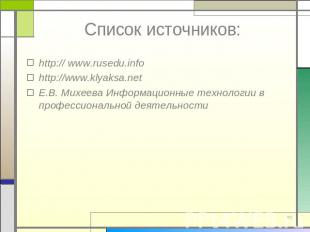 Список источников:
http:// www.rusedu.info
http://www.klyaksa.net
Е.В. Михеева Информационные технологии в
профессиональной деятельности